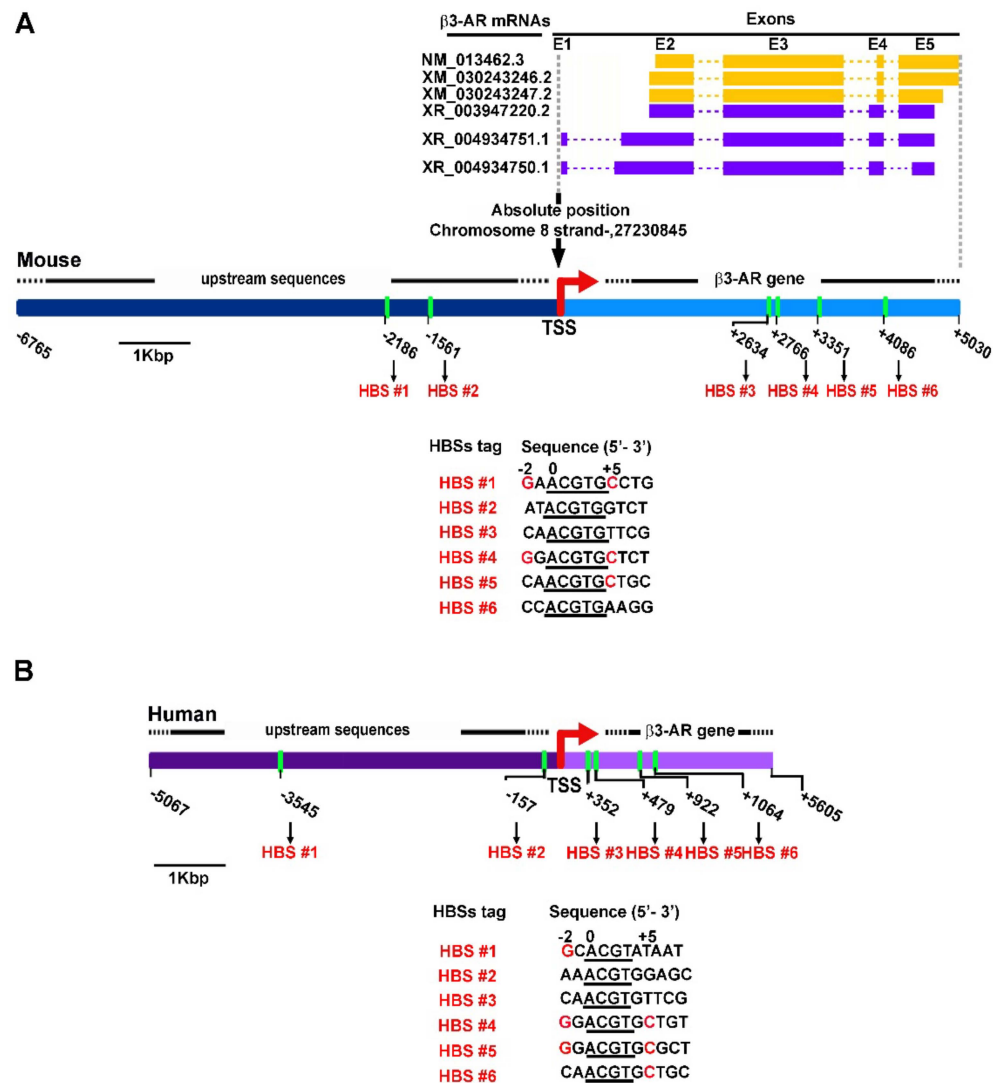 A
β3-AR mRNAs Exons
E1 E2 E3 E4 E5
NM_013462.3
XM_030243246.2
XM_030243247.2
XR_003947220.2
XR_004934751.1
XR_004934750.1
Absolute position
Chromosome 8 strand-,27230845
Mouse
upstream sequences β3-AR gene
TSS
-6765 -2186 -1561 +2634 +2766 +3351 +4086 +5030
1Kbp
HBS #1 HBS #2 HBS #3 HBS #4 HBS #5 HBS #6
HBSs tag Sequence (5’- 3’)
-2 0 +5
HBS #1 GAACGTGCCTG
HBS #2 ATACGTGGTCT
HBS #3 CAACGTGTTCG
HBS #4 GGACGTGCTCT
HBS #5 CAACGTGCTGC
HBS #6 CCACGTGAAGG
B
Human
upstream sequences β3-AR gene
TSS
-5067 -3545 -157 +352 +479 +922 +1064 +5605
HBS #1 HBS #2 HBS #3 HBS #4 HBS #5 HBS #6
1Kbp
HBSs tag Sequence (5’- 3’)
-2 0 +5
HBS #1 GCACGTATAAT
HBS #2 AAACGTGGAGC
HBS #3 CAACGTGTTCG
HBS #4 GGACGTGCTGT
HBS #5 GGACGTGCGCT
HBS #6 CAACGTGCTGC